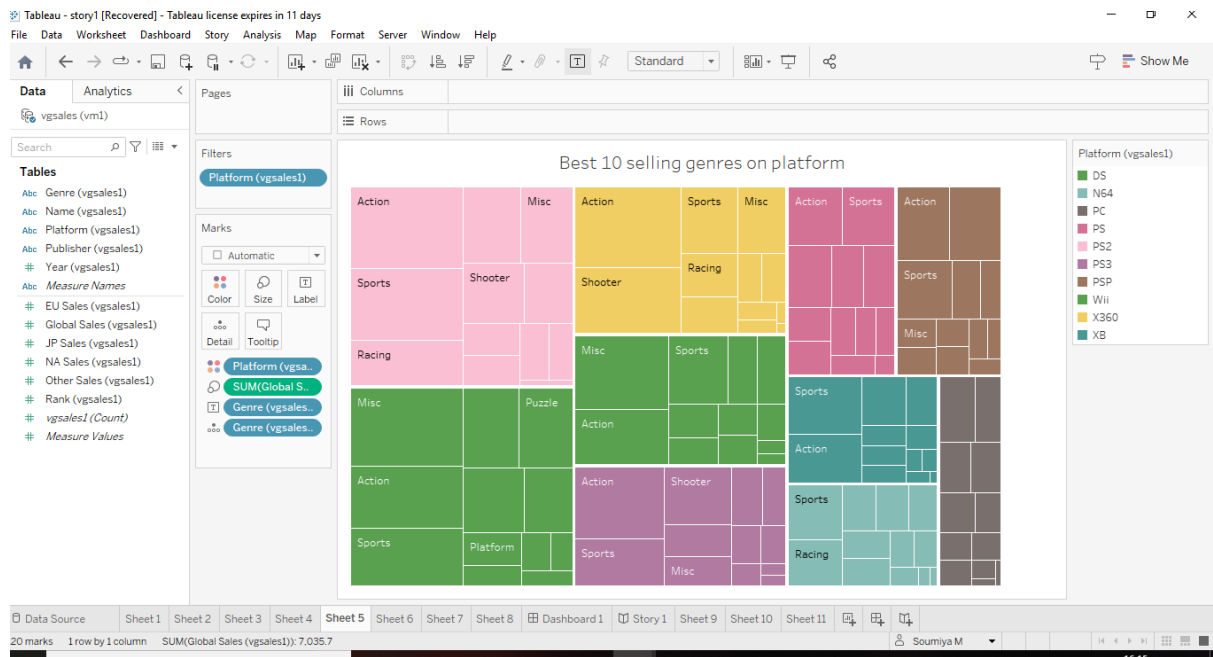 Tableau - story1 [Recovered] - Tableau license expires in 11 days
File Data Worksheet Dashboard Story Analysis Map Format Server Window Help
Standard
Show Me
Data Analytics
vgsales (vm1)
Search
Tables
Abc Genre (vgsales1)
Abc Name (vgsales1)
Abc Platform (vgsales1)
Abc Publisher (vgsales1)
# Year (vgsales1)
Abc Measure Names
# EU Sales (vgsales1)
# Global Sales (vgsales1)
# JP Sales (vgsales1)
# NA Sales (vgsales1)
# Other Sales (vgsales1)
# Rank (vgsales1)
# vgsales1 (Count)
# Measure Values
Pages
Filters
Platform (vgsales1)
Marks
Automatic
Color Size Label
Detail Tooltip
Platform (vgsa..
SUM(Global S..
Genre (vgsales..
Genre (vgsales..
Columns
Rows
Best 10 selling genres on platform
Action Misc
Sports Shooter
Racing
Action Sports Misc
Shooter Racing
Action Sports
Action
Sports
Misc
Misc Puzzle
Action
Sports Platform
Misc Sports
Action
Action Shooter
Sports Misc
Sports
Action
Sports
Racing
Platform (vgsales1)
DS
N64
PC
PS
PS2
PS3
PSP
Wii
X360
XB
Data Source Sheet 1 Sheet 2 Sheet 3 Sheet 4 Sheet 5 Sheet 6 Sheet 7 Sheet 8 Dashboard 1 Story 1 Sheet 9 Sheet 10 Sheet 11
20 marks 1 row by 1 column SUM(Global Sales (vgsales1)): 7,035.7 Soumiya M